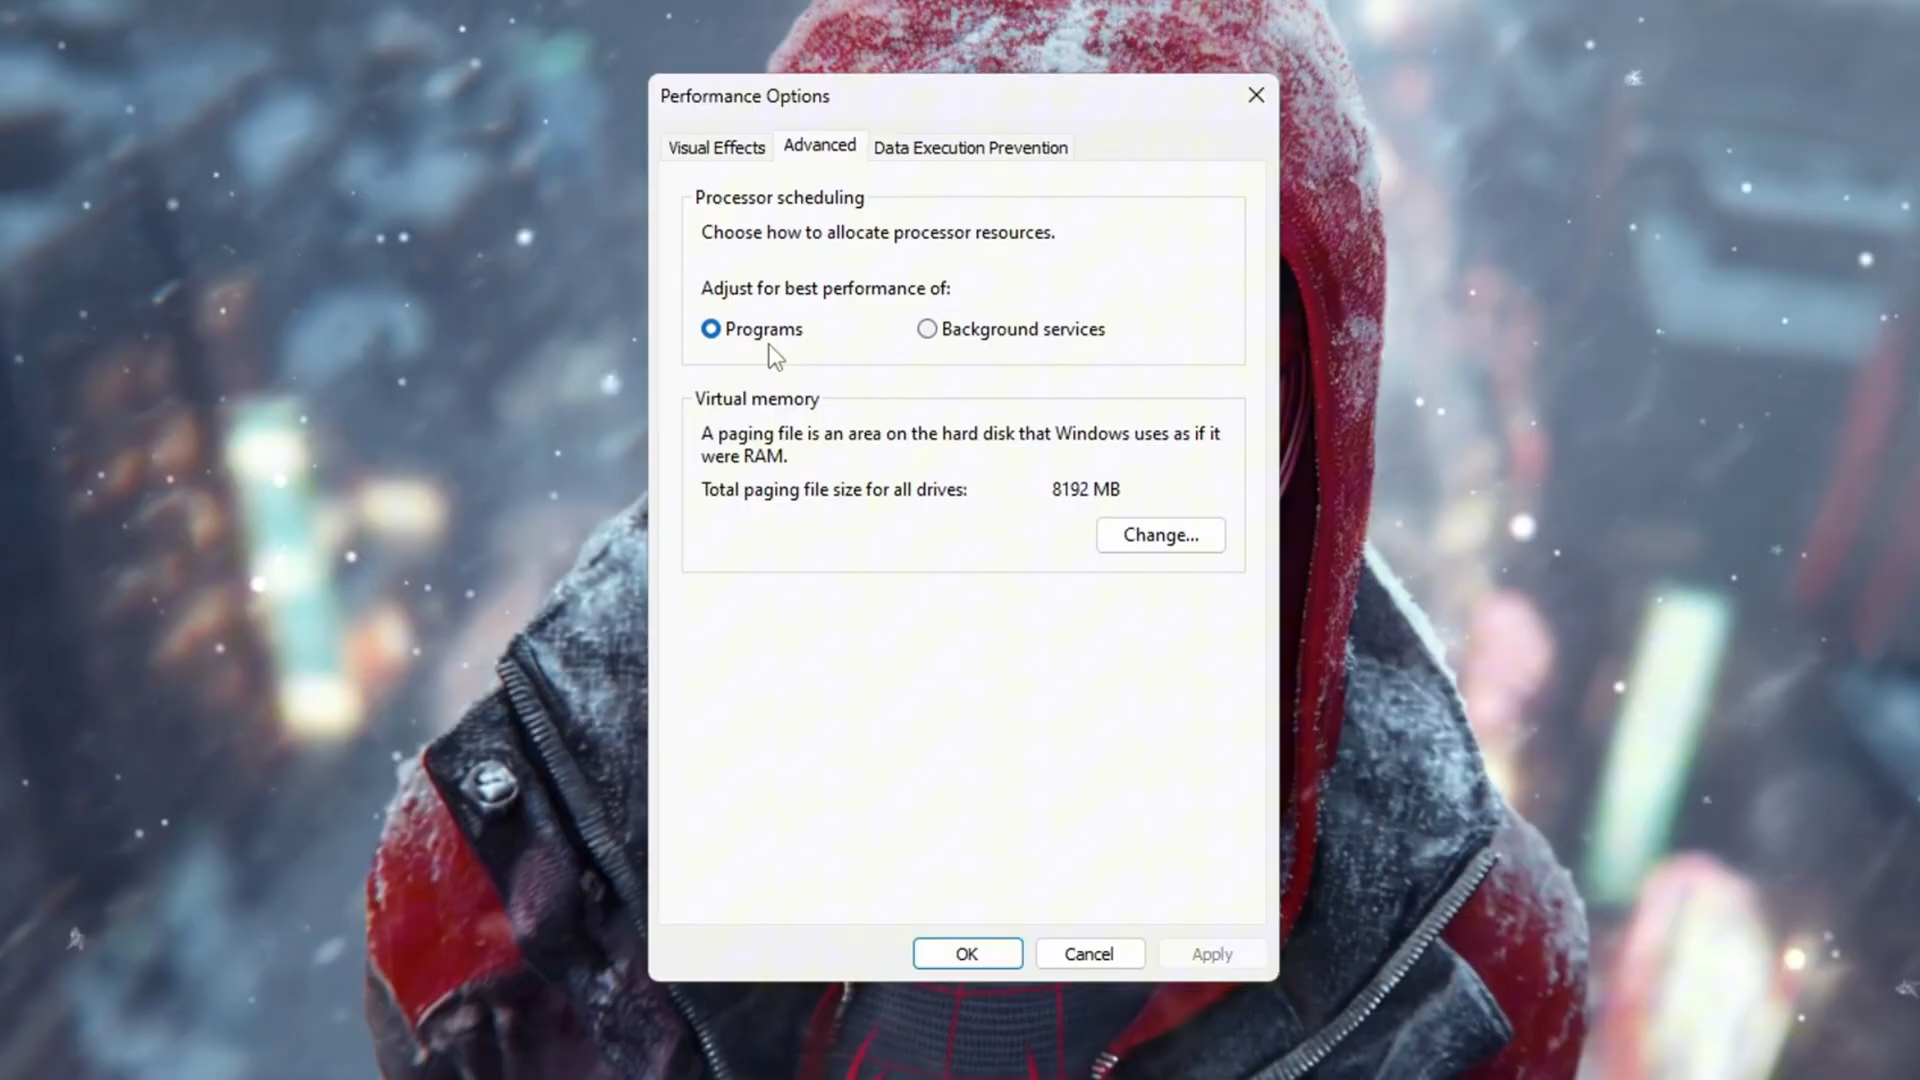 Performance Options
Visual Effects
Advanced
Data Execution Prevention
Processor scheduling
Choose how to allocate processor resources.
Adjust for best performance of:
Programs
Background services
Virtual memory
A paging file is an area on the hard disk that Windows uses as if it
were RAM.
Total paging file size for all drives:
8192 MB
Change...
OK
Cancel
Apply